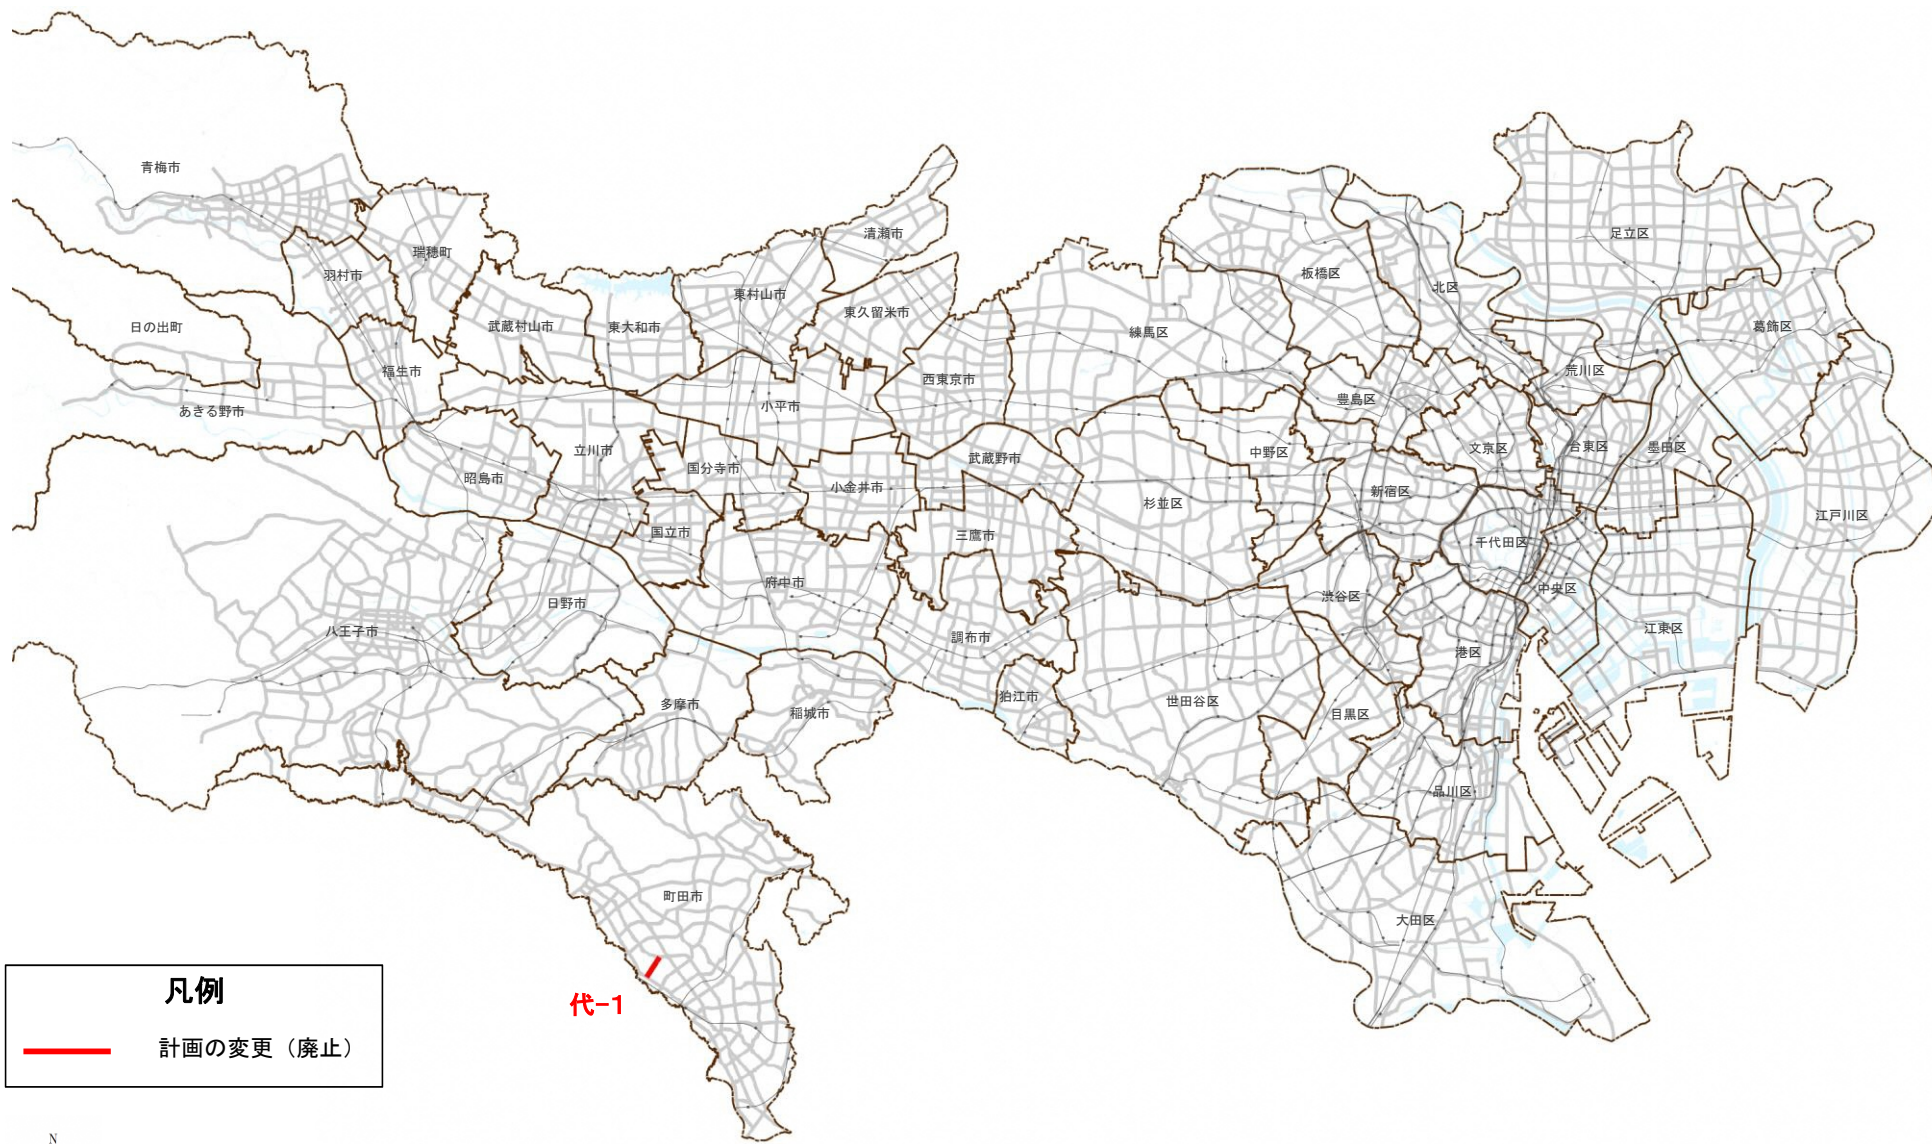 青梅市
瑞穂町
羽村市
日の出町
福生市
あきる野市
武蔵村山市
東大和市
東村山市
清瀬市
東久留米市
西東京市
小平市
立川市
昭島市
国分寺市
国立市
小金井市
武蔵野市
三鷹市
府中市
日野市
八王子市
調布市
狛江市
多摩市
稲城市
町田市
板橋区
北区
足立区
葛飾区
練馬区
豊島区
荒川区
文京区
台東区
墨田区
中野区
杉並区
新宿区
千代田区
江戸川区
渋谷区
中央区
江東区
港区
世田谷区
目黒区
品川区
大田区
代-1
凡例
計画の変更（廃止）
N